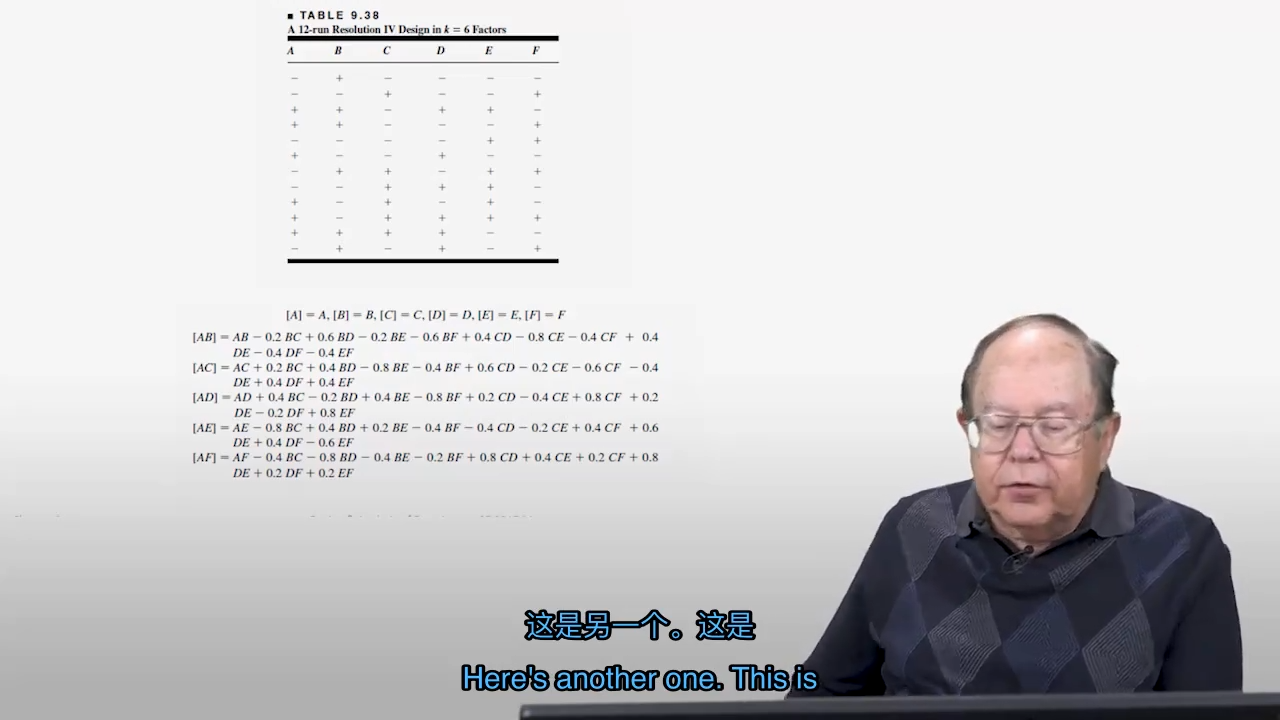 ■ TABLE 9.38
A 12-run Resolution IV Design in k = 6 Factors
A B C D E F
− + − − − −
− − + − − +
+ + − + + −
+ + − − − +
− − − − + +
+ − − + − −
− + + − + +
− − + + + −
+ − + − + −
+ − + + + +
+ + + + − −
− + − + − +
[A] = A, [B] = B, [C] = C, [D] = D, [E] = E, [F] = F
[AB] = AB − 0.2 BC + 0.6 BD − 0.2 BE − 0.6 BF + 0.4 CD − 0.8 CE − 0.4 CF + 0.4
DE − 0.4 DF − 0.4 EF
[AC] = AC + 0.2 BC + 0.4 BD − 0.8 BE − 0.4 BF + 0.6 CD − 0.2 CE − 0.6 CF − 0.4
DE + 0.4 DF + 0.4 EF
[AD] = AD + 0.4 BC − 0.2 BD + 0.4 BE − 0.8 BF + 0.2 CD − 0.4 CE + 0.8 CF + 0.2
DE − 0.2 DF + 0.8 EF
[AE] = AE − 0.8 BC + 0.4 BD + 0.2 BE − 0.4 BF − 0.4 CD − 0.2 CE + 0.4 CF + 0.6
DE + 0.4 DF − 0.6 EF
[AF] = AF − 0.4 BC − 0.8 BD − 0.4 BE − 0.2 BF + 0.8 CD + 0.4 CE + 0.2 CF + 0.8
DE + 0.2 DF + 0.2 EF
这是另一个。这是
Here's another one. This is